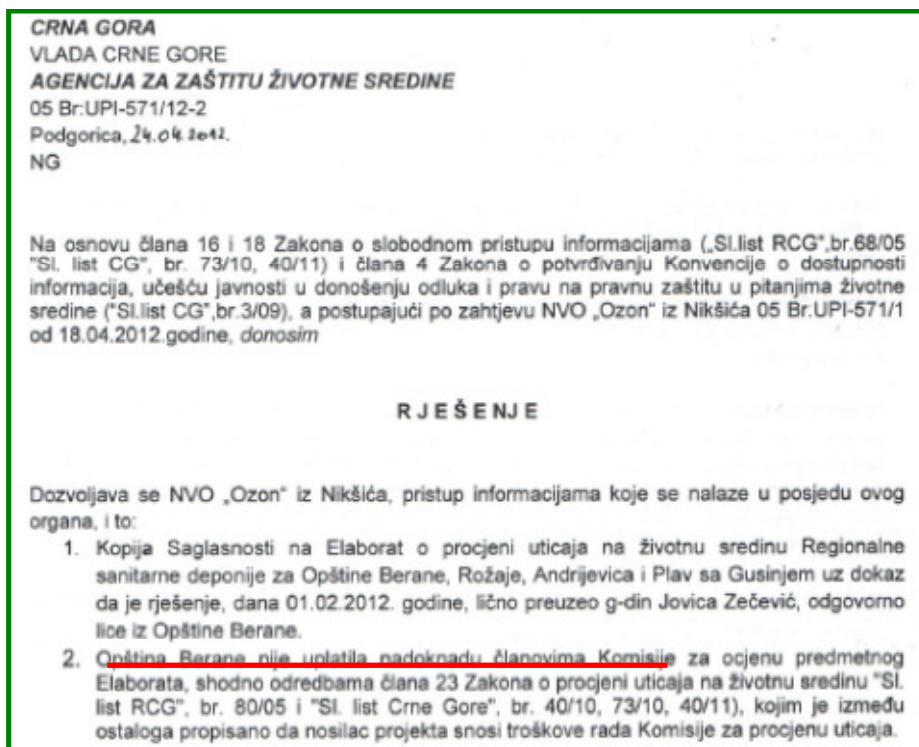 CRNA GORA
VLADA CRNE GORE
AGENCIJA ZA ZAŠTITU ŽIVOTNE SREDINE
05 Br:UPI-571/12-2
Podgorica, 24.04.2012.
NG
Na osnovu člana 16 i 18 Zakona o slobodnom pristupu informacijama („Sl.list RCG",br.68/05
"Sl. list CG", br. 73/10, 40/11) i člana 4 Zakona o potvrđivanju Konvencije o dostupnosti
informacija, učešću javnosti u donošenju odluka i pravu na pravnu zaštitu u pitanjima životne
sredine ("Sl.list CG",br.3/09), a postupajući po zahtjevu NVO „Ozon" iz Nikšića 05 Br.UPI-571/1
od 18.04.2012.godine, donosim
R J E Š E N J E
Dozvoljava se NVO „Ozon" iz Nikšića, pristup informacijama koje se nalaze u posjedu ovog
organa, i to:
1. Kopija Saglasnosti na Elaborat o procjeni uticaja na životnu sredinu Regionalne
sanitarne deponije za Opštine Berane, Rožaje, Andrijevica i Plav sa Gusinjem uz dokaz
da je rješenje, dana 01.02.2012. godine, lično preuzeo g-din Jovica Zečević, odgovorno
lice iz Opštine Berane.
2. Opština Berane nije uplatila nadoknadu članovima Komisije za ocjenu predmetnog
Elaborata, shodno odredbama člana 23 Zakona o procjeni uticaja na životnu sredinu "Sl.
list RCG", br. 80/05 i "Sl. list Crne Gore", br. 40/10, 73/10, 40/11), kojim je između
ostaloga propisano da nosilac projekta snosi troškove rada Komisije za procjenu uticaja.